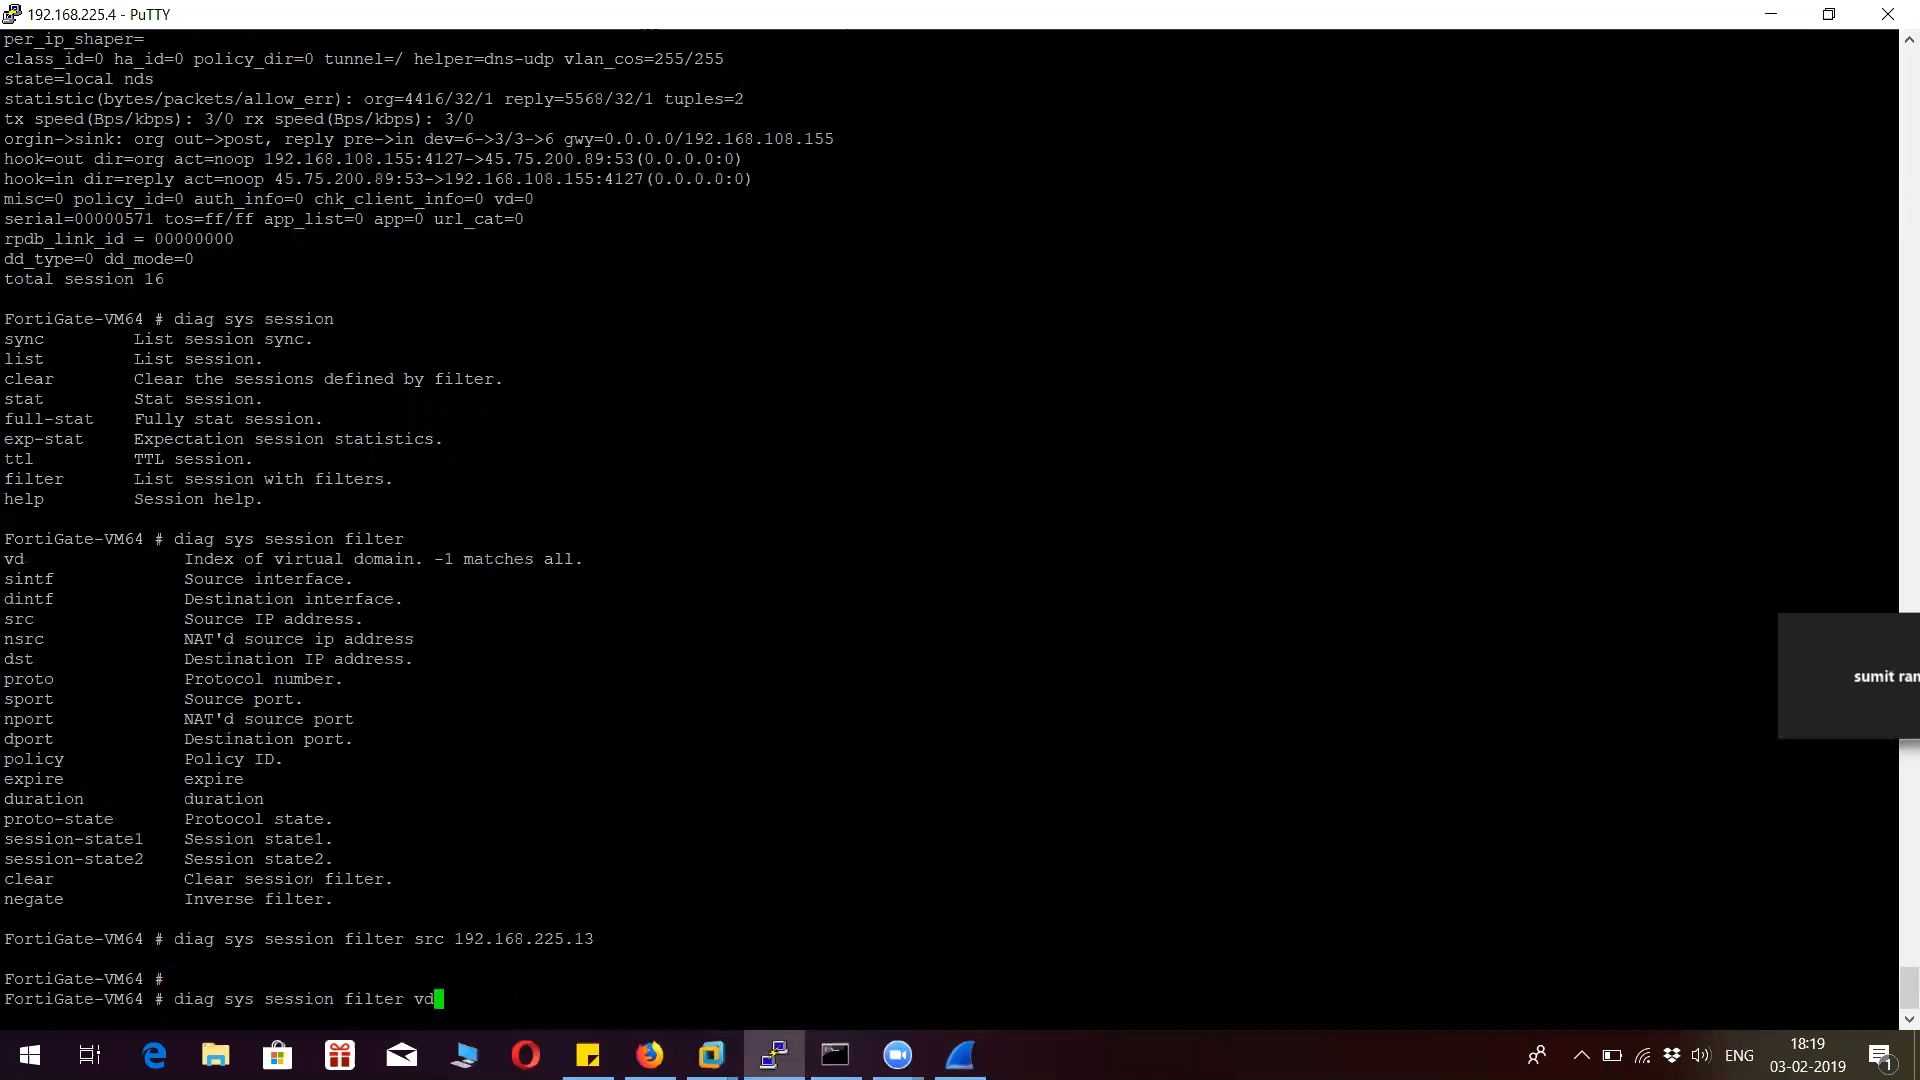 192.168.225.4 - PuTTY
per_ip_shaper=
class_id=0 ha_id=0 policy_dir=0 tunnel=/ helper=dns-udp vlan_cos=255/255
state=local nds
statistic(bytes/packets/allow_err): org=4416/32/1 reply=5568/32/1 tuples=2
tx speed(Bps/kbps): 3/0 rx speed(Bps/kbps): 3/0
orgin->sink: org out->post, reply pre->in dev=6->3/3->6 gwy=0.0.0.0/192.168.108.155
hook=out dir=org act=noop 192.168.108.155:4127->45.75.200.89:53(0.0.0.0:0)
hook=in dir=reply act=noop 45.75.200.89:53->192.168.108.155:4127(0.0.0.0:0)
misc=0 policy_id=0 auth_info=0 chk_client_info=0 vd=0
serial=00000571 tos=ff/ff app_list=0 app=0 url_cat=0
rpdb_link_id = 00000000
dd_type=0 dd_mode=0
total session 16
FortiGate-VM64 # diag sys session
sync List session sync.
list List session.
clear Clear the sessions defined by filter.
stat Stat session.
full-stat Fully stat session.
exp-stat Expectation session statistics.
ttl TTL session.
filter List session with filters.
help Session help.
FortiGate-VM64 # diag sys session filter
vd Index of virtual domain. -1 matches all.
sintf Source interface.
dintf Destination interface.
src Source IP address.
nsrc NAT'd source ip address
dst Destination IP address.
proto Protocol number.
sport Source port.
nport NAT'd source port
dport Destination port.
policy Policy ID.
expire expire
duration duration
proto-state Protocol state.
session-state1 Session state1.
session-state2 Session state2.
clear Clear session filter.
negate Inverse filter.
FortiGate-VM64 # diag sys session filter src 192.168.225.13
FortiGate-VM64 #
FortiGate-VM64 # diag sys session filter vd
sumit ran
ENG
18:19
03-02-2019
1